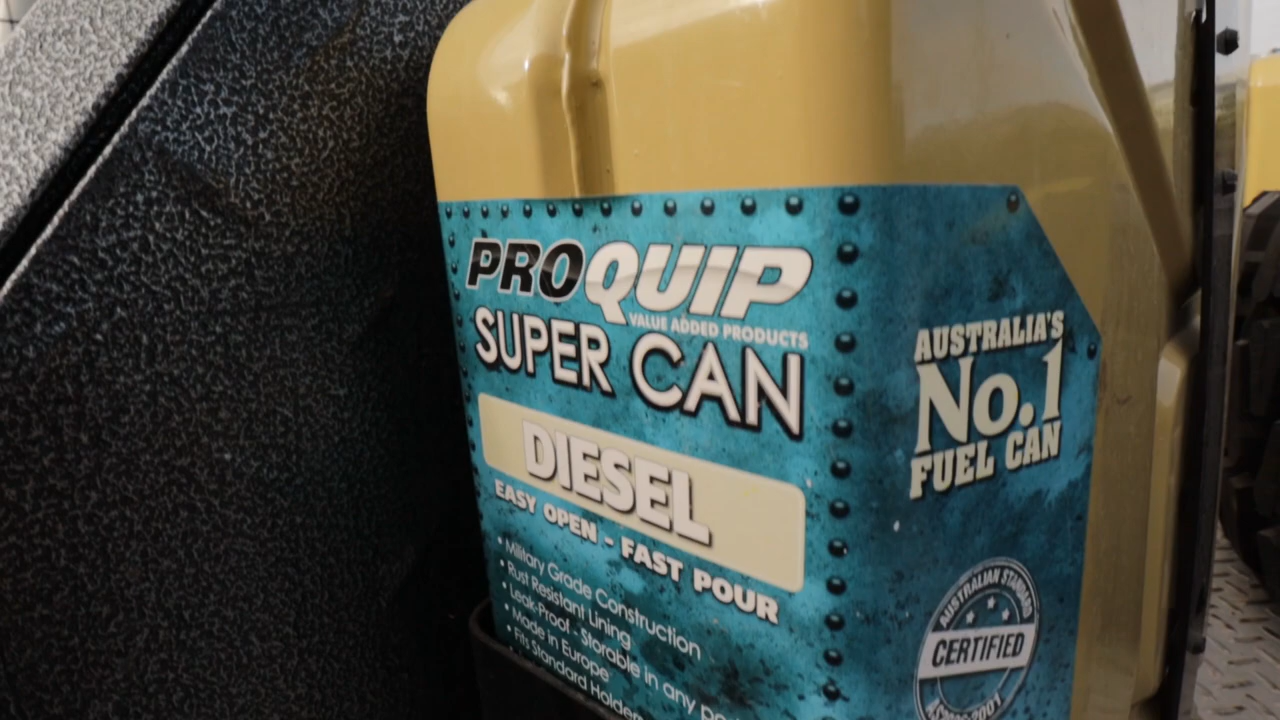 PROQUIP
VALUE ADDED PRODUCTS
SUPER CAN
DIESEL
EASY OPEN - FAST POUR
• Military Grade Construction
• Rust Resistant Lining
• Leak-Proof - Storable in any
• Made in Europe
• Fits Standard Holders
AUSTRALIA'S
No.1
FUEL CAN
AUSTRALIAN STANDARD
CERTIFIED